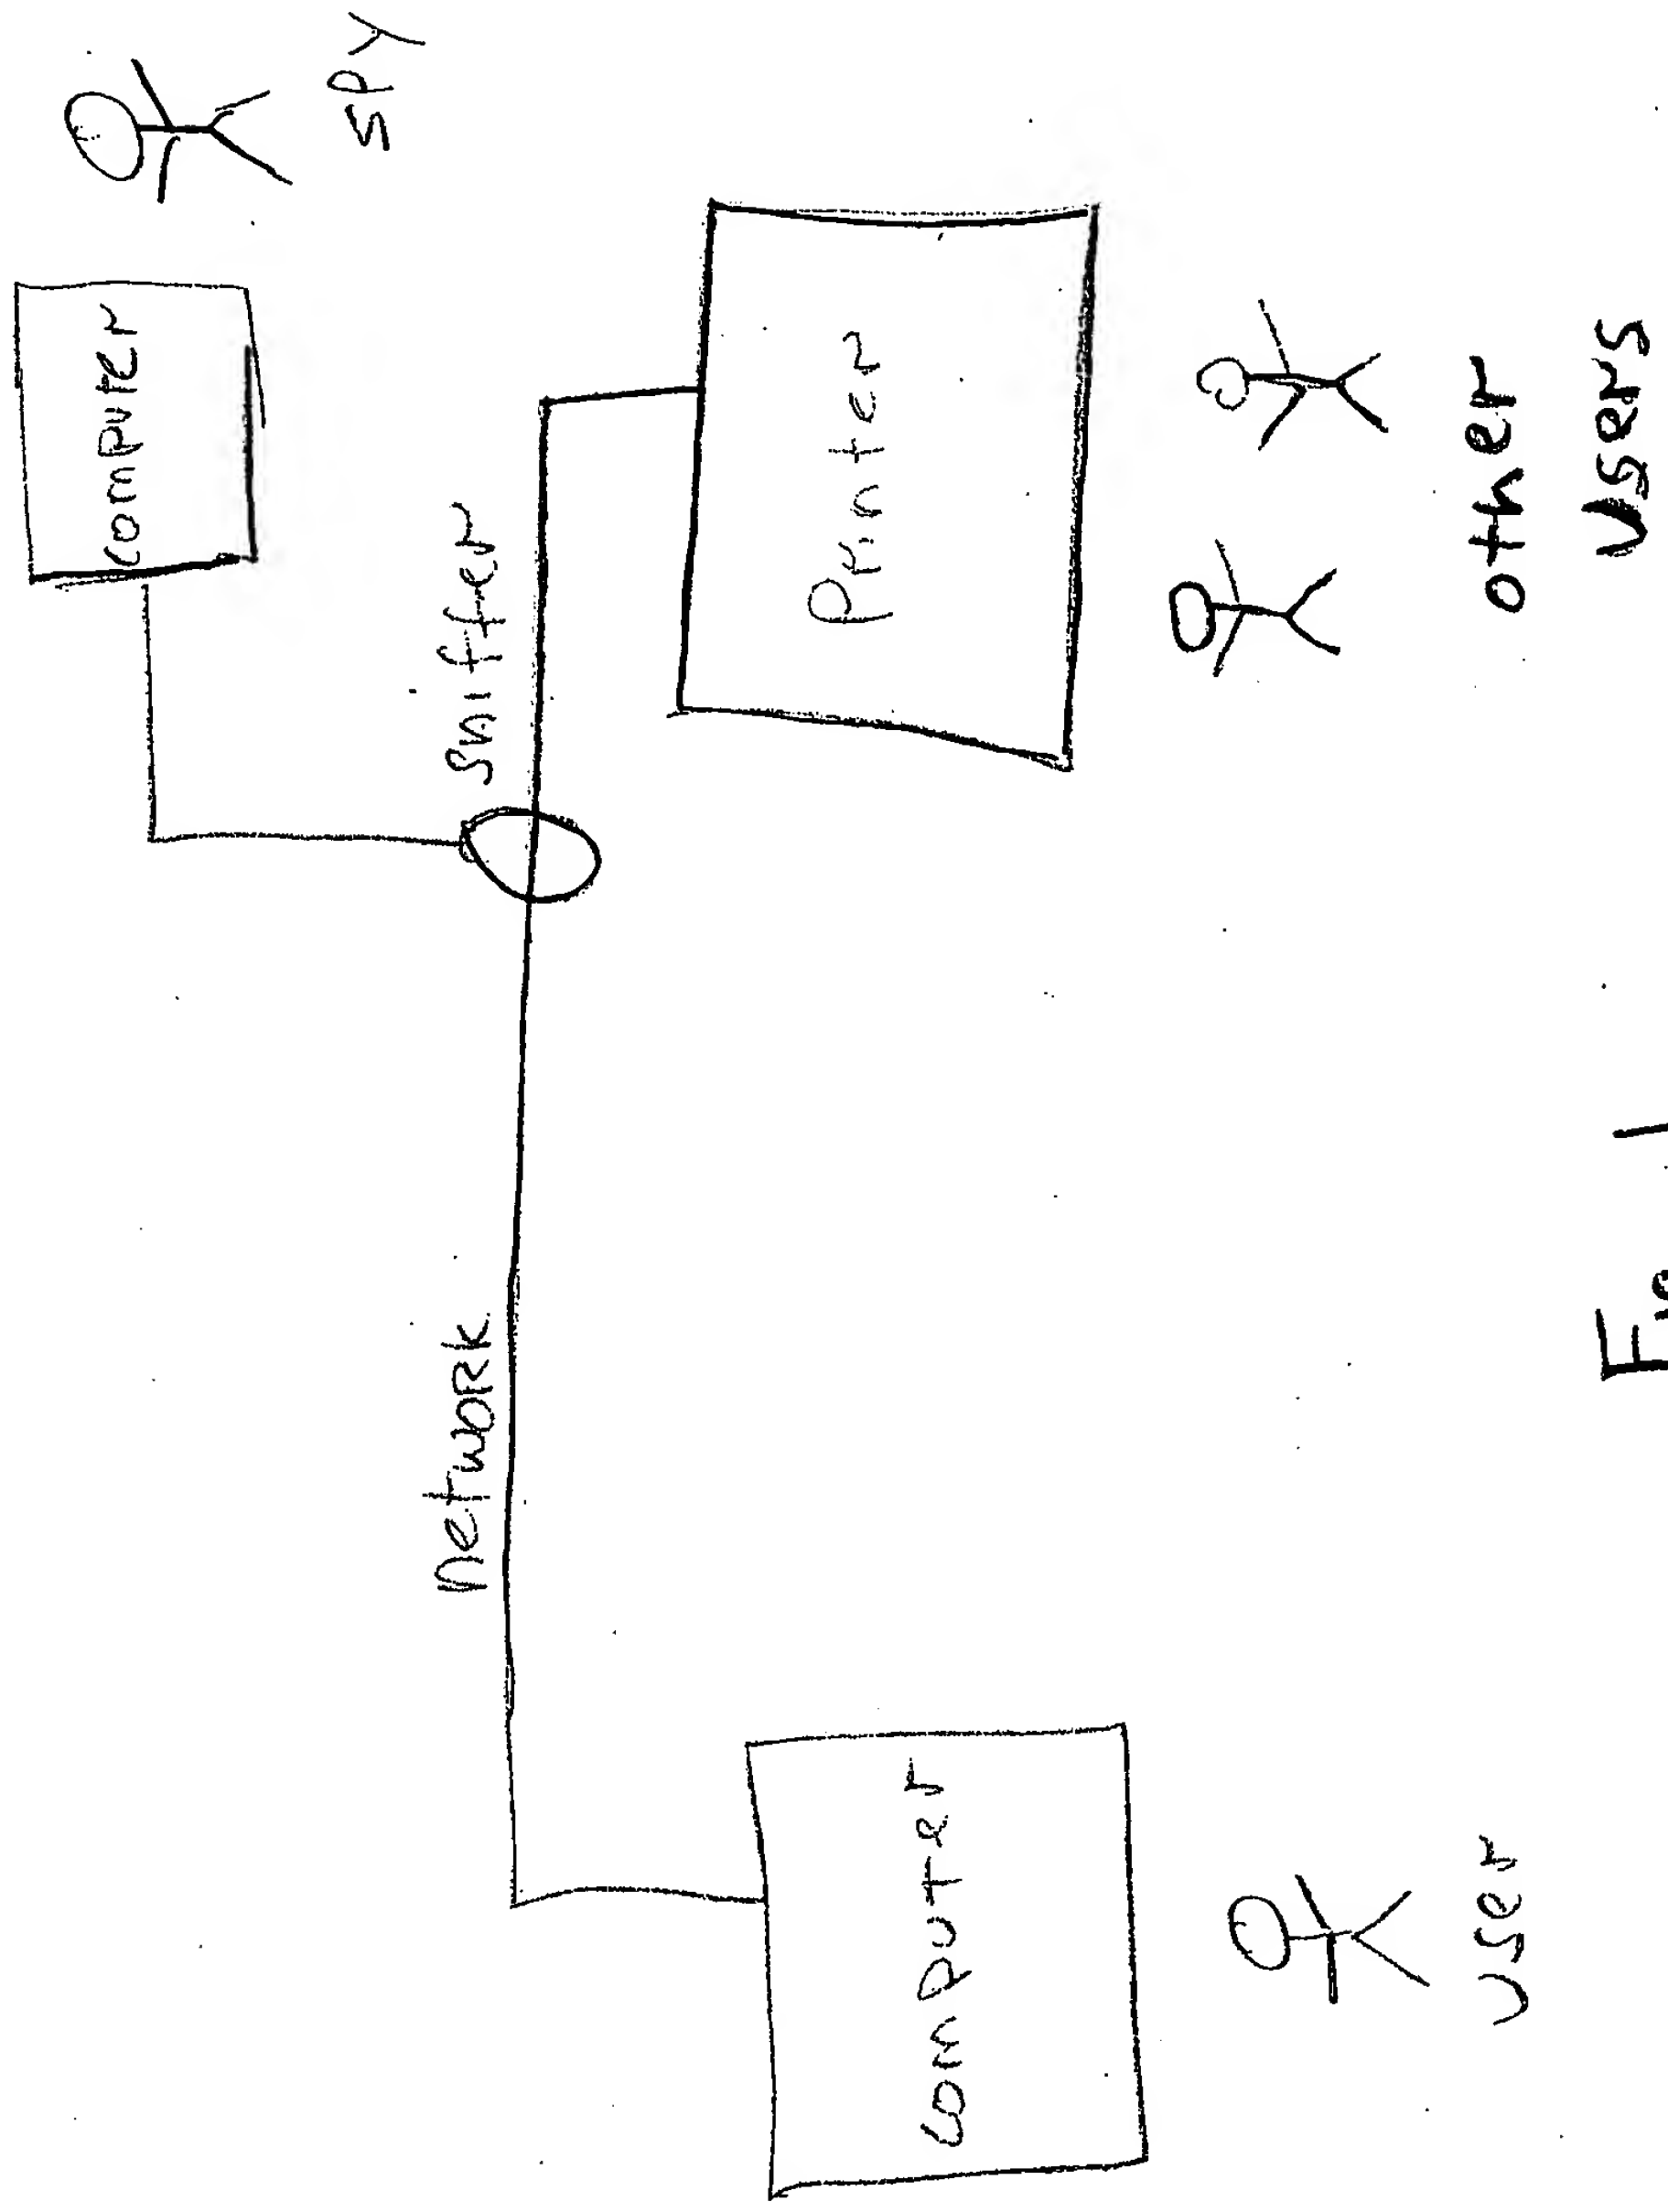 computer
SPY
sniffer
network
Printer
computer
other
users
user